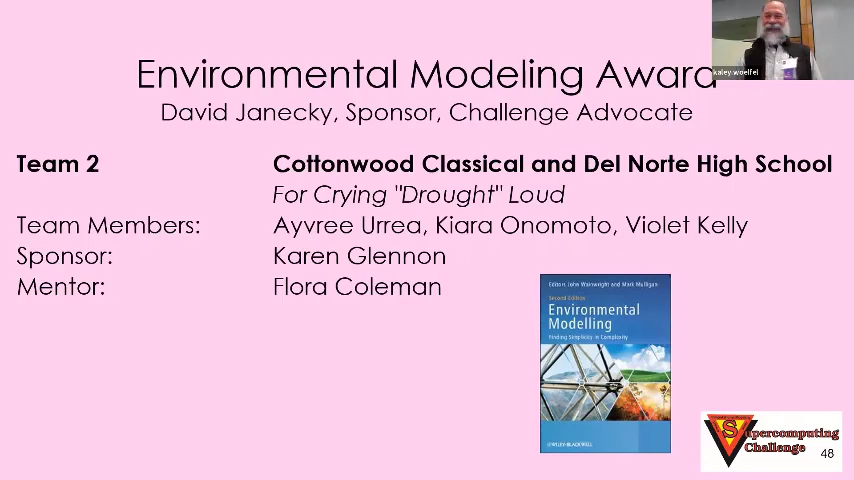 kaley woelfel
Environmental Modeling Award
David Janecky, Sponsor, Challenge Advocate
Team 2 Cottonwood Classical and Del Norte High School
For Crying "Drought" Loud
Team Members: Ayvree Urrea, Kiara Onomoto, Violet Kelly
Sponsor: Karen Glennon
Mentor: Flora Coleman
Editors John Wainwright and Mark Mulligan
Second Edition
Environmental
Modelling
Finding Simplicity in Complexity
WILEY-BLACKWELL
Supercomputing
Challenge
48